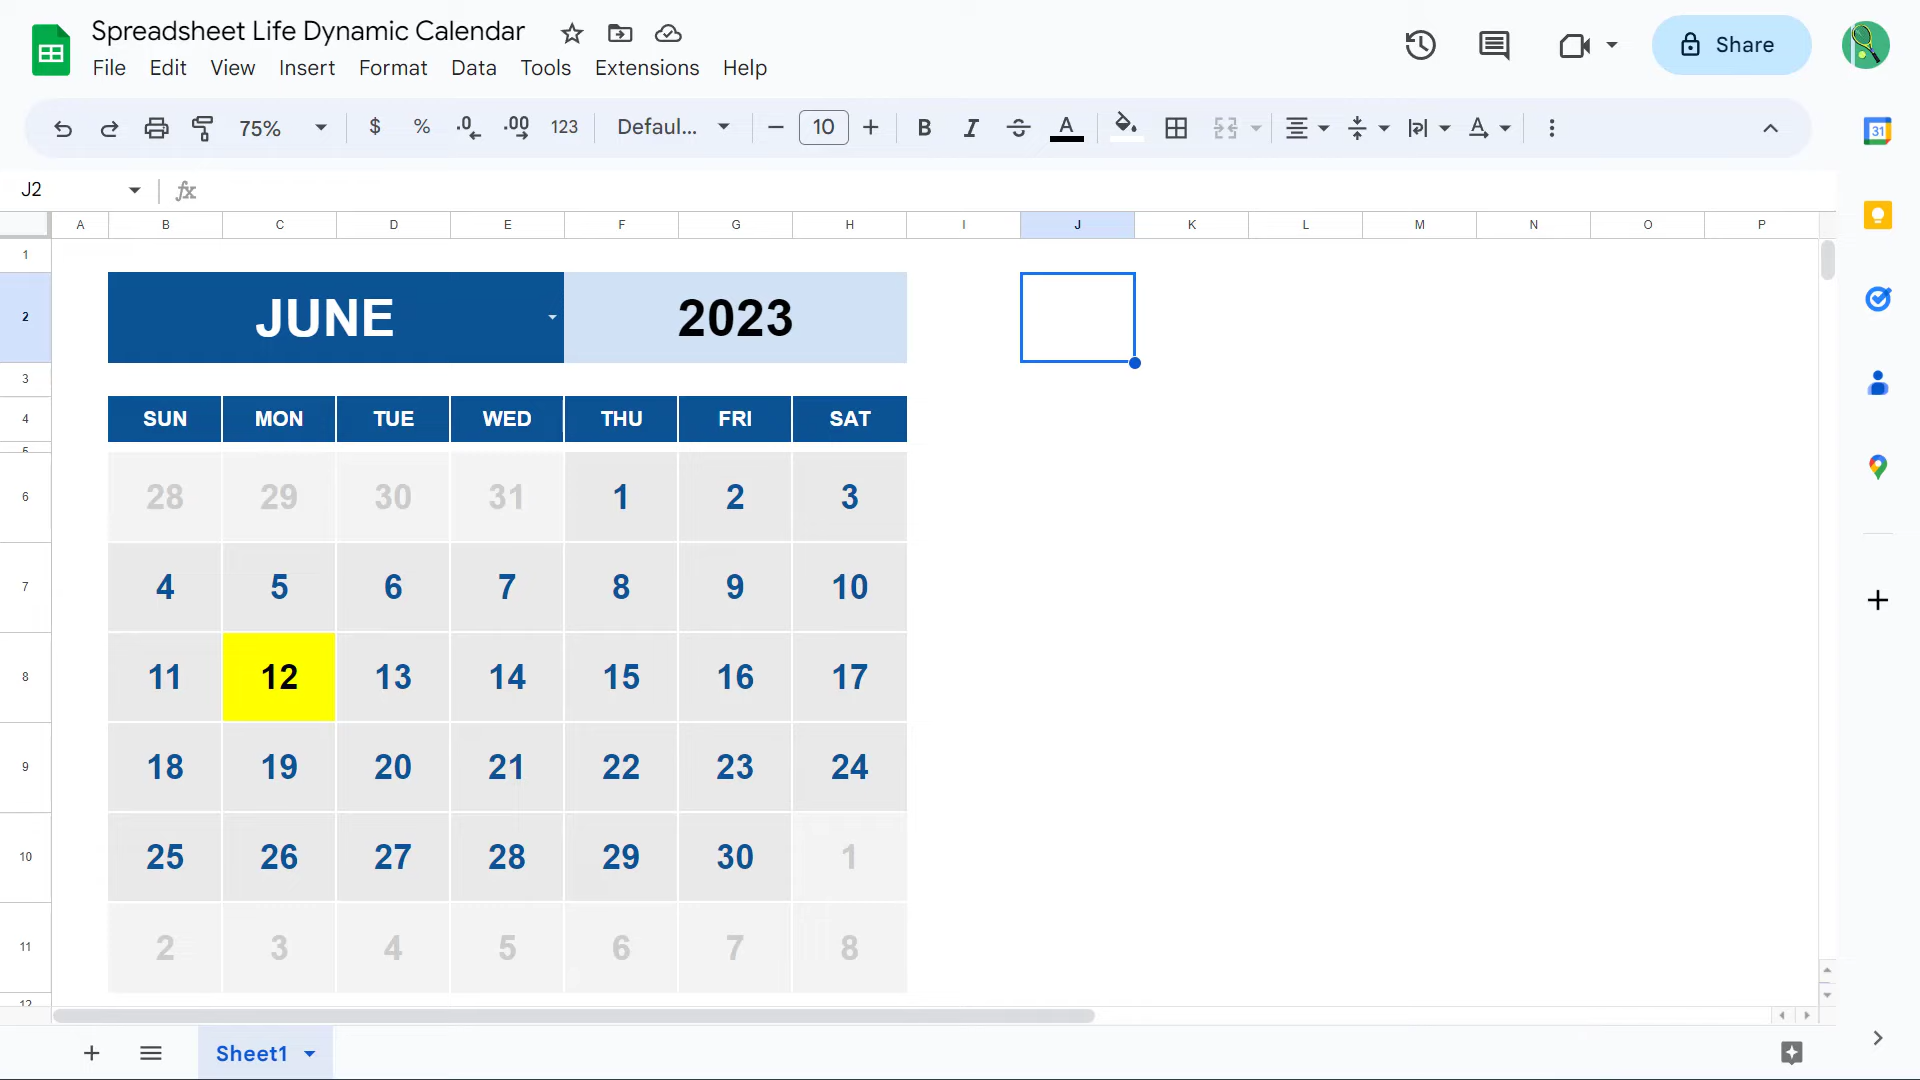 Spreadsheet Life Dynamic Calendar
File Edit View Insert Format Data Tools Extensions Help
Share
75% $ % .0 .00 123 Defaul... 10 B I A A
31
J2 fx
A B C D E F G H I J K L M N O P
1
2 JUNE 2023
3
4 SUN MON TUE WED THU FRI SAT
5
6 28 29 30 31 1 2 3
7 4 5 6 7 8 9 10
8 11 12 13 14 15 16 17
9 18 19 20 21 22 23 24
10 25 26 27 28 29 30 1
11 2 3 4 5 6 7 8
12
Sheet1